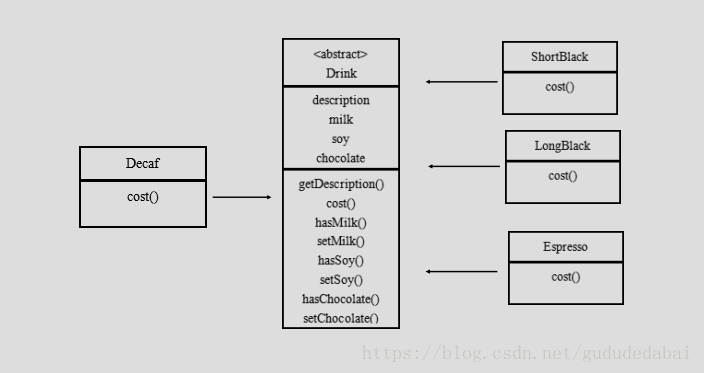 Decaf
cost()
<abstract>
Drink
description
milk
soy
chocolate
getDescription()
cost()
hasMilk()
setMilk()
hasSoy()
setSoy()
hasChocolate()
setChocolate()
ShortBlack
cost()
LongBlack
cost()
Espresso
cost()
https://blog.csdn.net/gududedabai